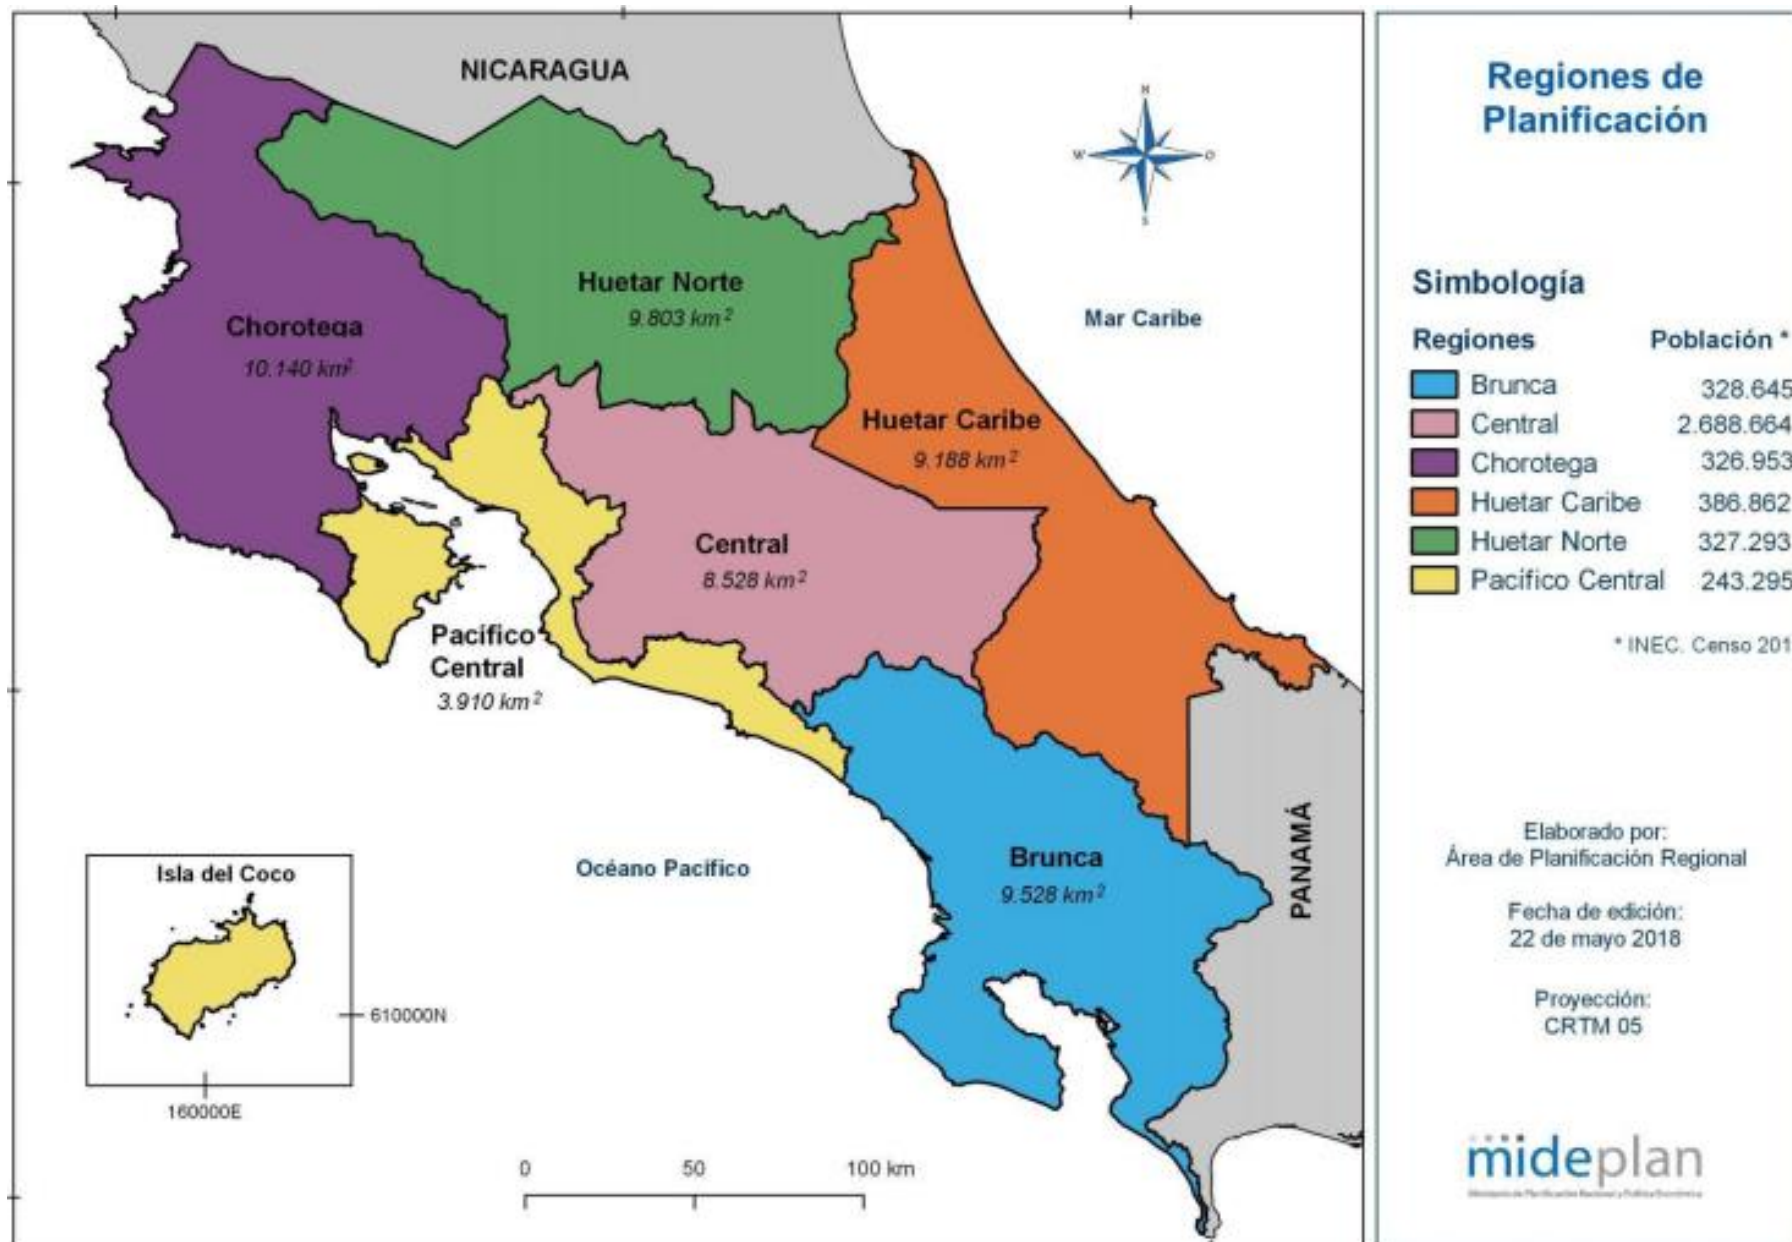 NICARAGUA
N
W
O
S
Huetar Norte
9.803 km²
Mar Caribe
Chorotega
10.140 km²
Huetar Caribe
9.188 km²
Central
8.528 km²
Pacífico
Central
3.910 km²
Brunca
9.528 km²
PANAMÁ
Océano Pacífico
Isla del Coco
610000N
160000E
0 50 100 km
Regiones de
Planificación
Simbología
Regiones Población *
Brunca 328.645
Central 2.688.664
Chorotega 326.953
Huetar Caribe 386.862
Huetar Norte 327.293
Pacífico Central 243.295
* INEC. Censo 201
Elaborado por:
Área de Planificación Regional
Fecha de edición:
22 de mayo 2018
Proyección:
CRTM 05
mideplan